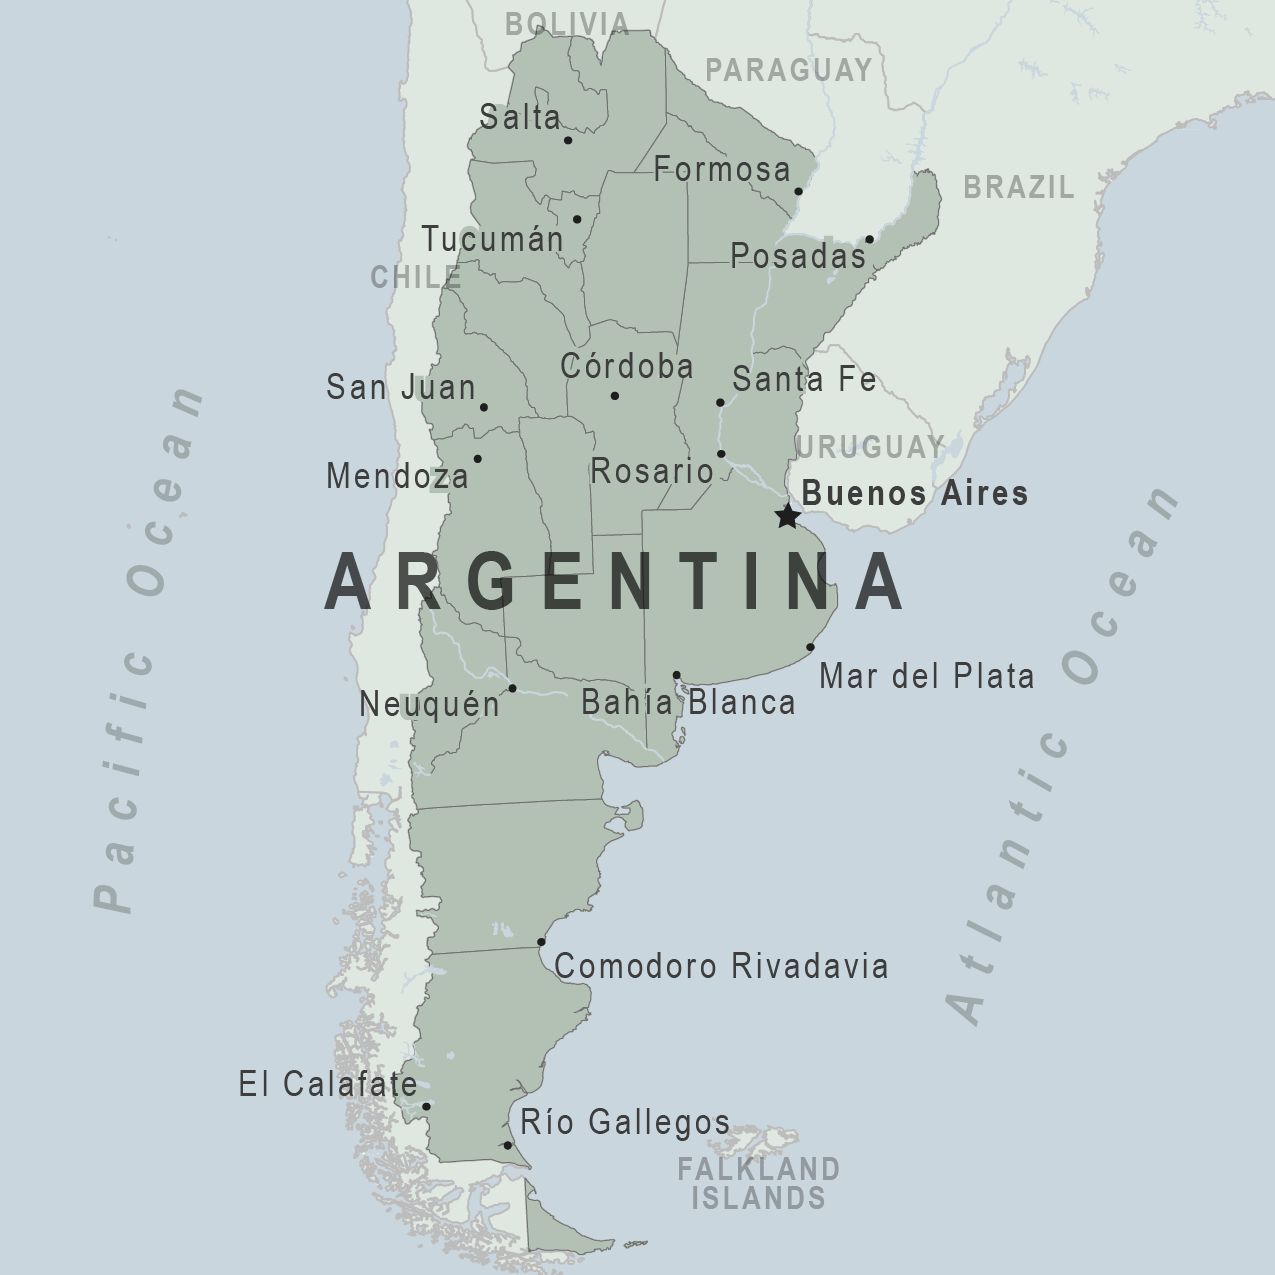 BOLIVIA
PARAGUAY
Salta
Formosa
BRAZIL
Tucumán
Posadas
CHILE
Córdoba
San Juan
Santa Fe
URUGUAY
Mendoza
Rosario
Buenos Aires
ARGENTINA
Pacific Ocean
Atlantic Ocean
Mar del Plata
Neuquén
Bahía Blanca
Comodoro Rivadavia
El Calafate
Río Gallegos
FALKLAND
ISLANDS